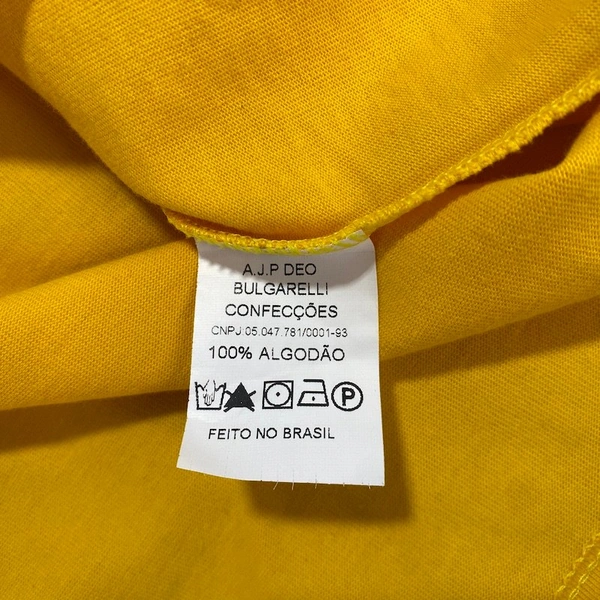 A.J.P DEO
BULGARELLI
CONFECÇÕES
CNPJ 05.047.781/0001-93
100% ALGODÃO
P
FEITO NO BRASIL